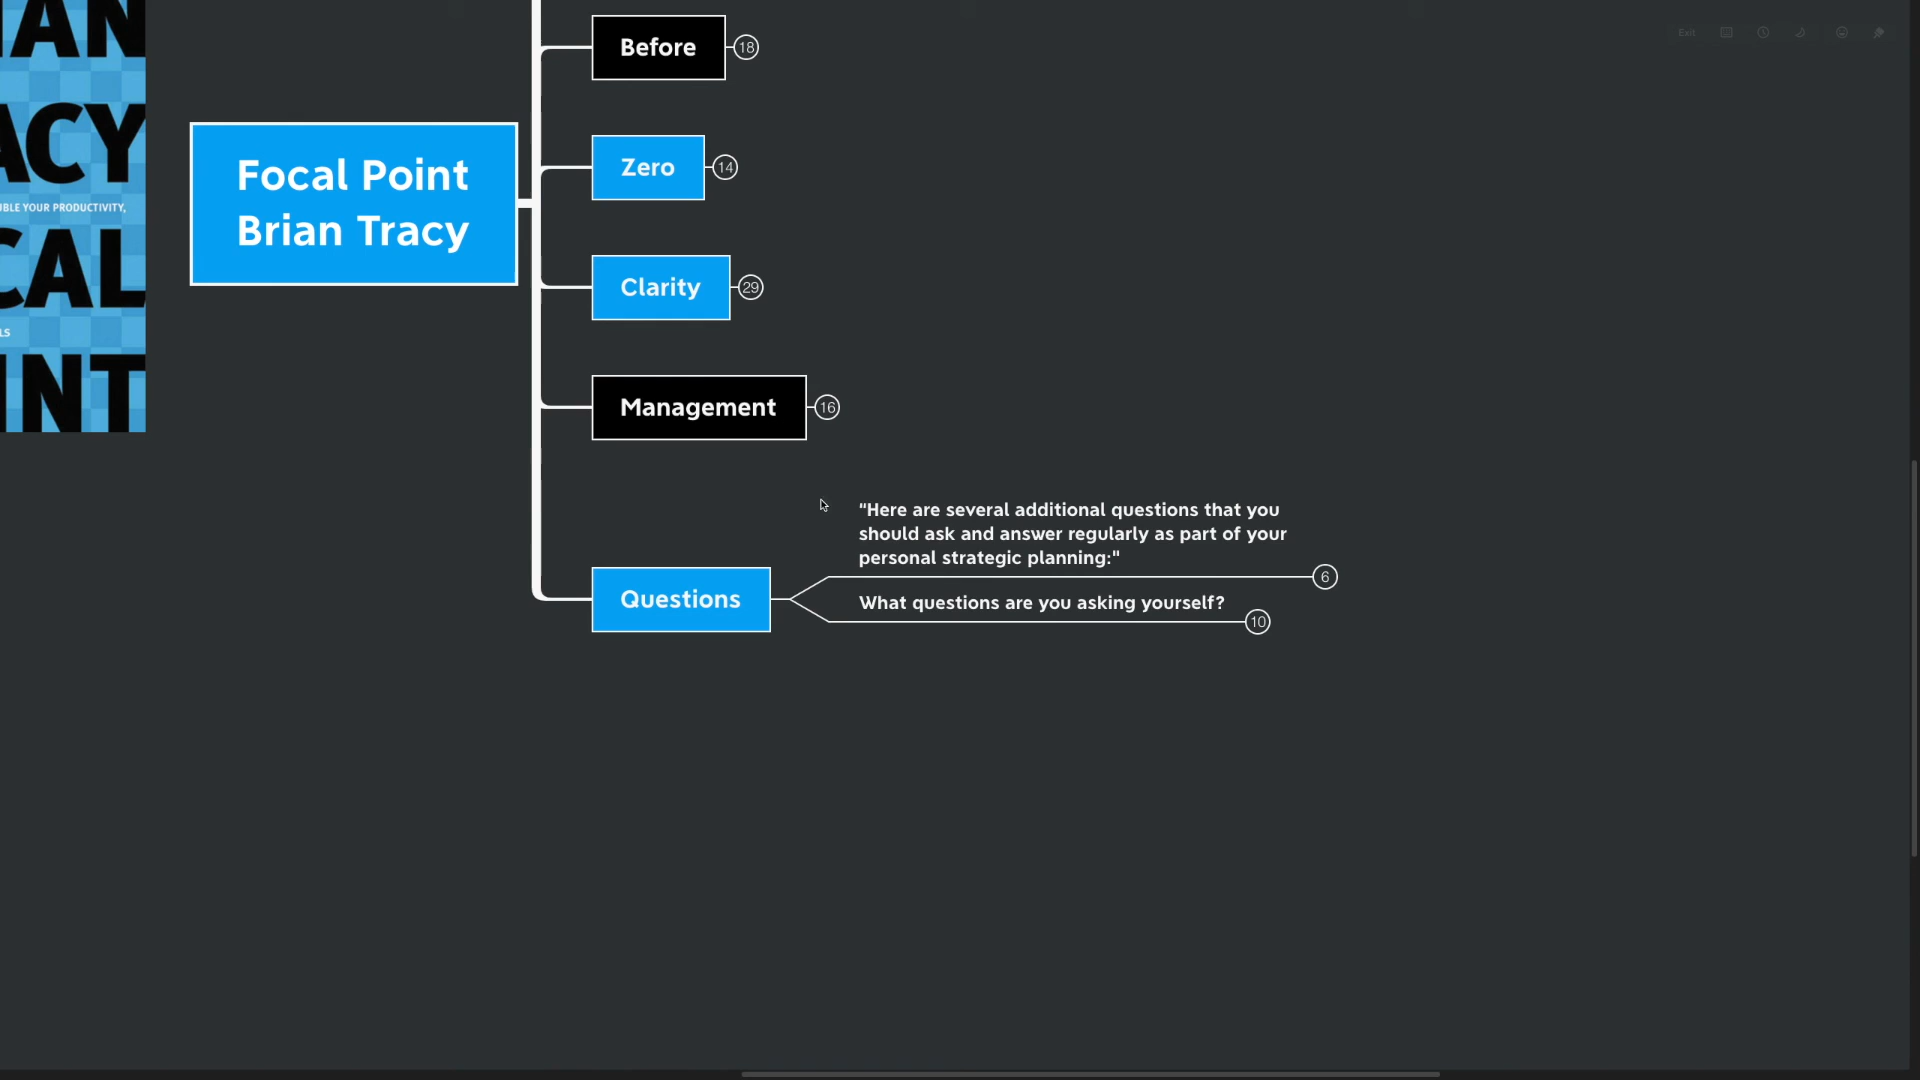 IAN
ACY
UBLE YOUR PRODUCTIVITY,
CAL
LS
INT
Focal Point
Brian Tracy
Before
18
Zero
14
Clarity
29
Management
16
Questions
"Here are several additional questions that you
should ask and answer regularly as part of your
personal strategic planning:"
6
What questions are you asking yourself?
10
Exit